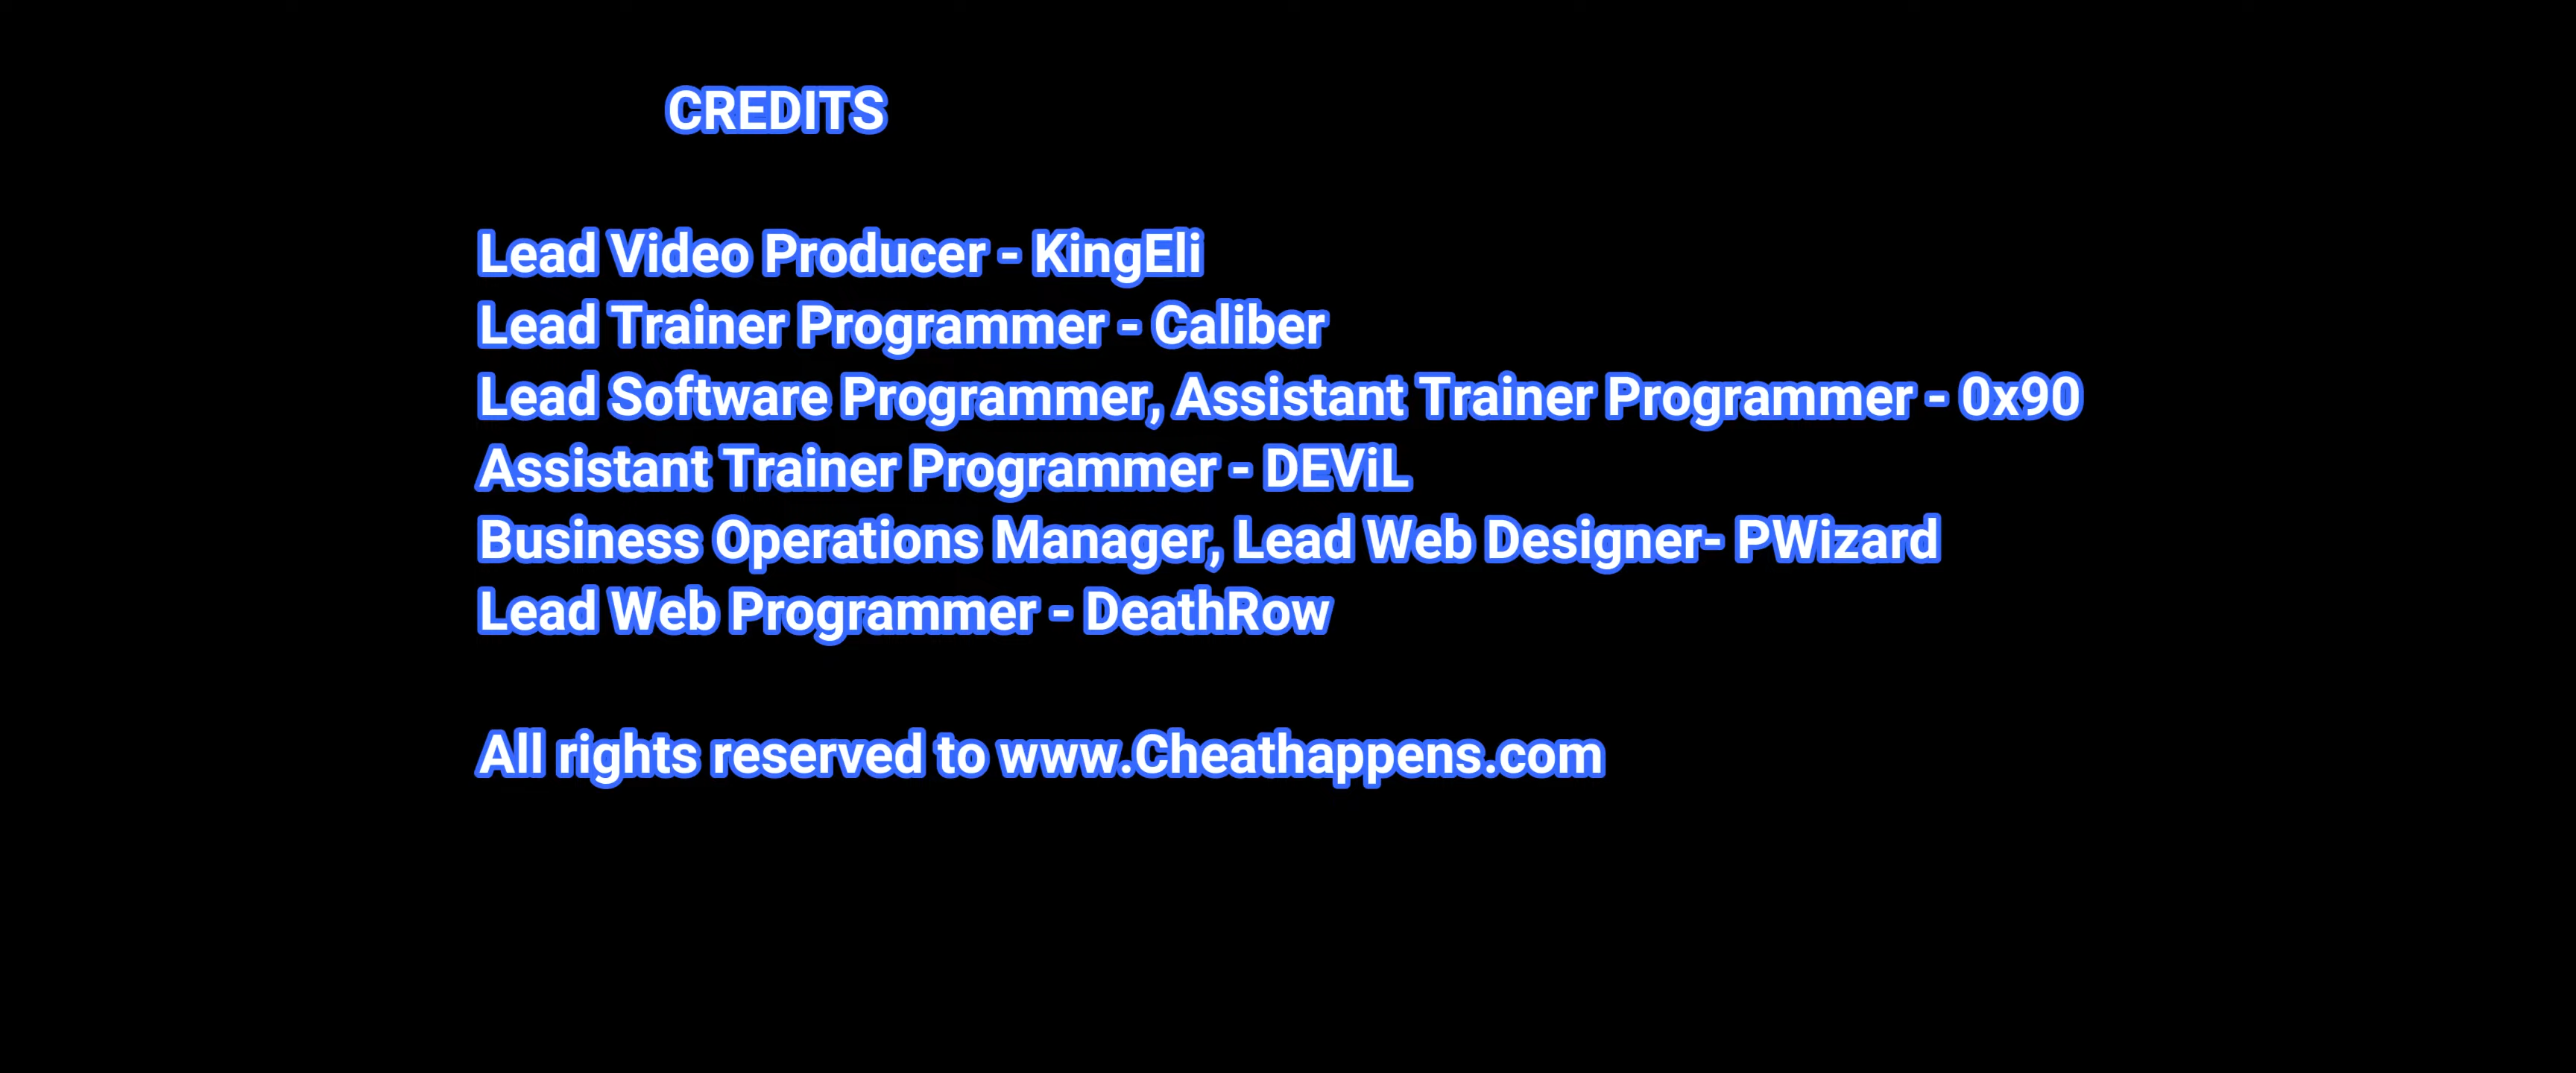 CREDITS
Lead Video Producer - KingEli
Lead Trainer Programmer - Caliber
Lead Software Programmer, Assistant Trainer Programmer - 0x90
Assistant Trainer Programmer - DEViL
Business Operations Manager, Lead Web Designer- PWizard
Lead Web Programmer - DeathRow
All rights reserved to www.Cheathappens.com